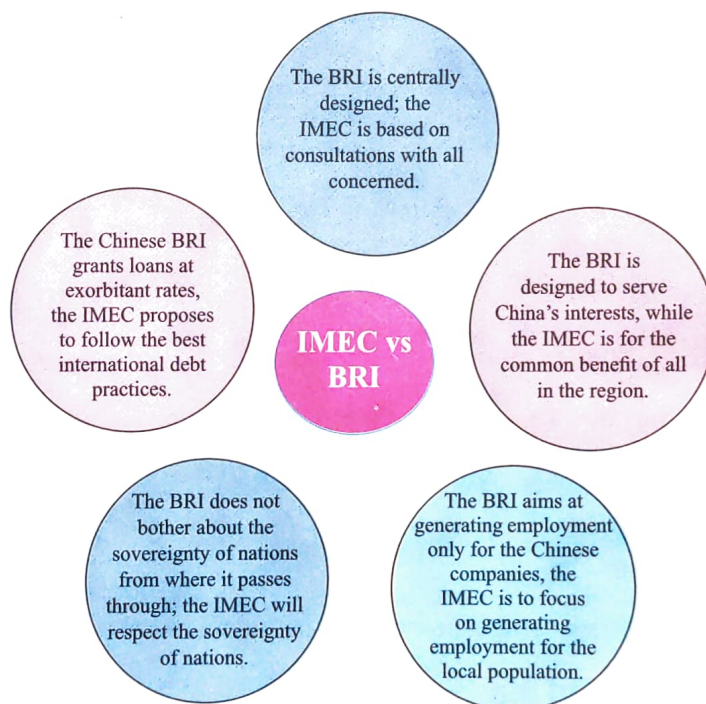 The BRI is centrally
designed; the
IMEC is based on
consultations with all
concerned.
The Chinese BRI
grants loans at
exorbitant rates,
the IMEC proposes
to follow the best
international debt
practices.
IMEC vs
BRI
The BRI is
designed to serve
China's interests, while
the IMEC is for the
common benefit of all
in the region.
The BRI does not
bother about the
sovereignty of nations
from where it passes
through; the IMEC will
respect the sovereignty
of nations.
The BRI aims at
generating employment
only for the Chinese
companies, the
IMEC is to focus
on generating
employment for the
local population.